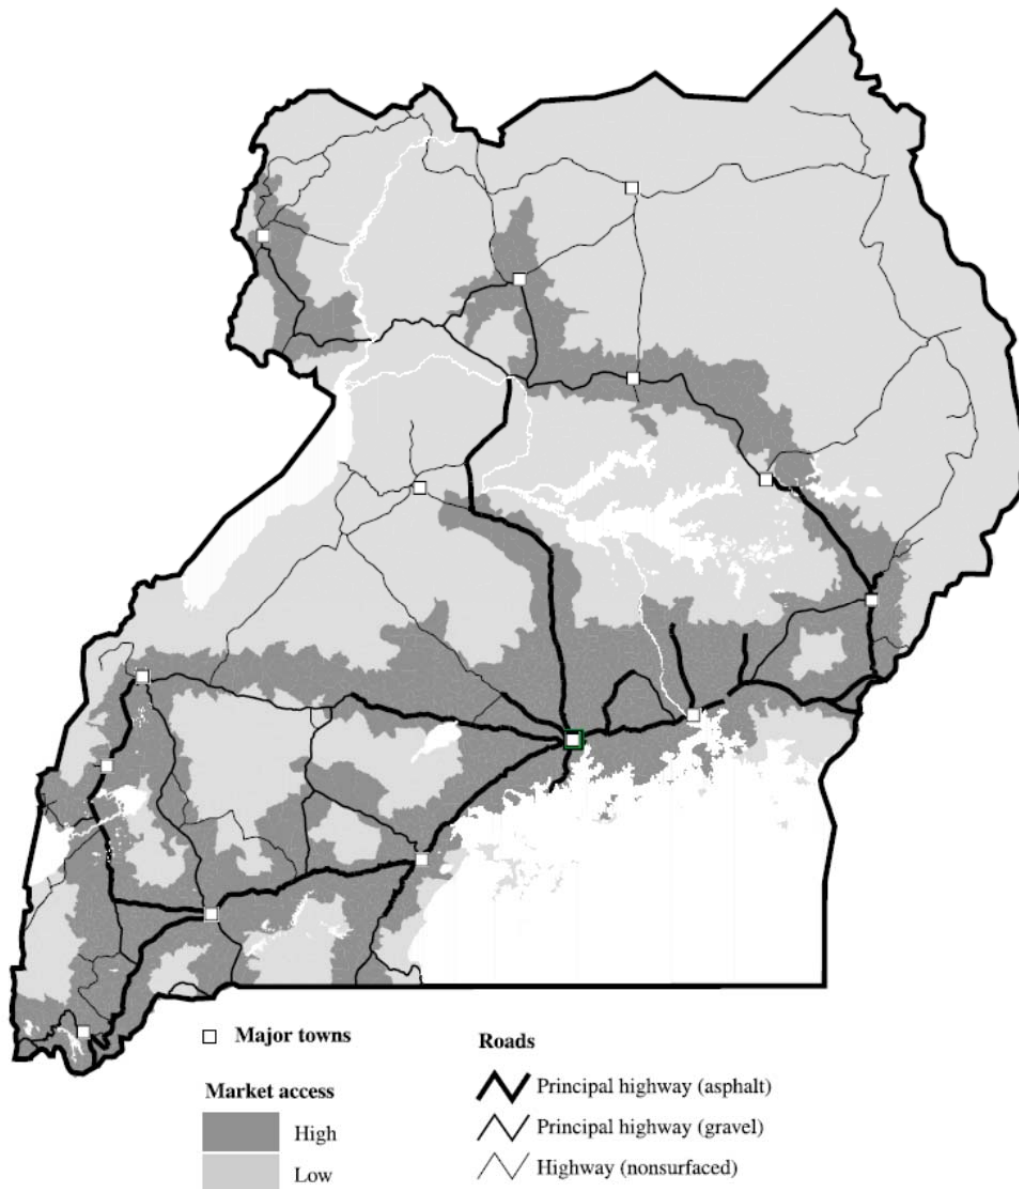 Major towns
Market access
High
Low
Roads
Principal highway (asphalt)
Principal highway (gravel)
Highway (nonsurfaced)